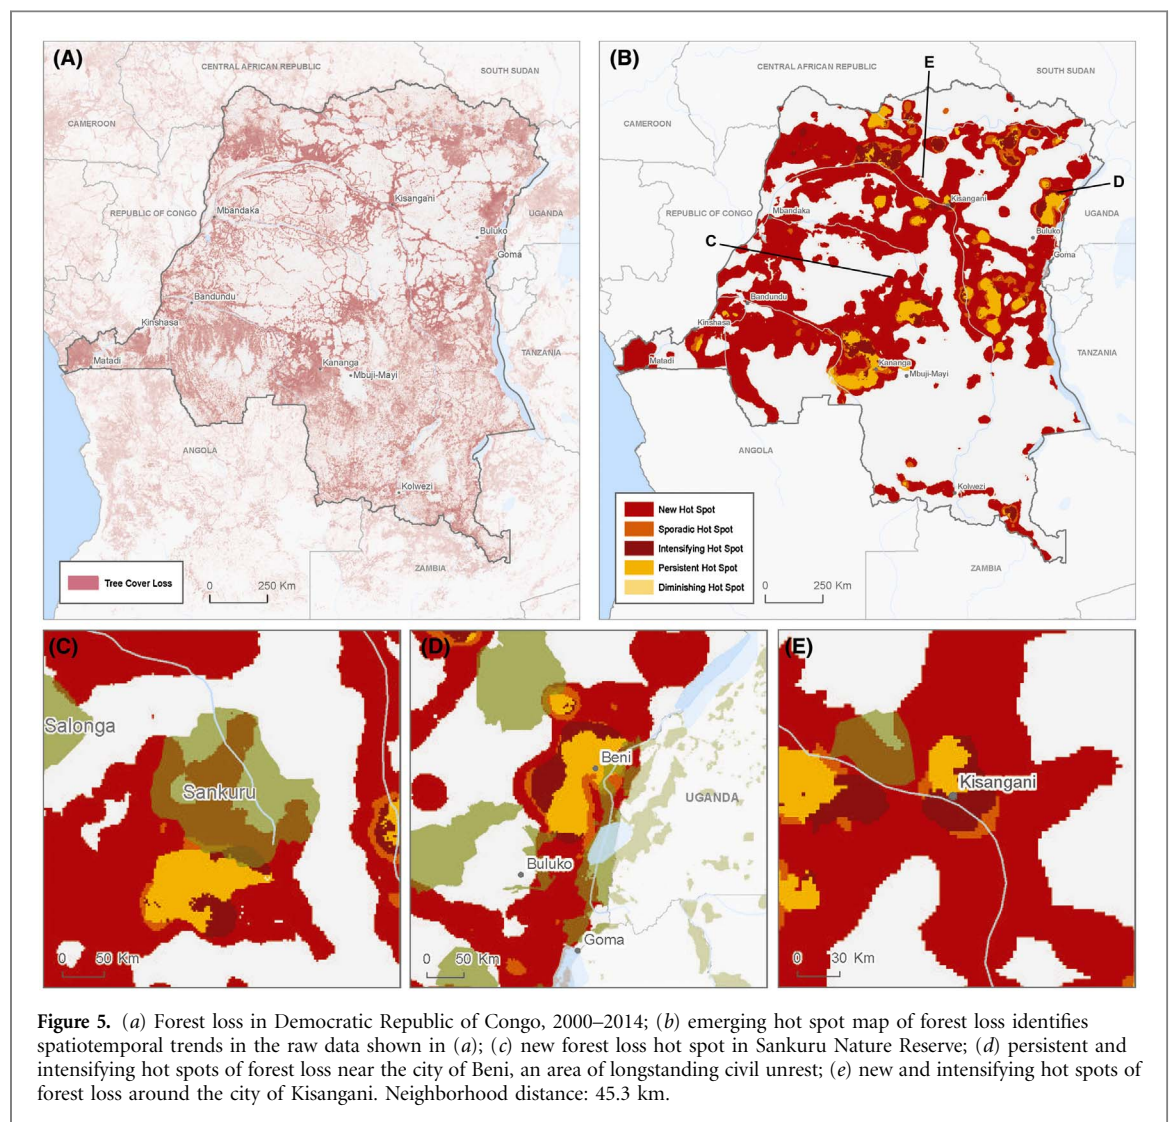 (A)
CENTRAL AFRICAN REPUBLIC
SOUTH SUDAN
CAMEROON
REPUBLIC OF CONGO
Mbandaka
Kisangani
UGANDA
Buluko
Goma
Bandundu
Kinshasa
Matadi
TANZANIA
Kananga
Mbuji-Mayi
ANGOLA
Kolwezi
ZAMBIA
Tree Cover Loss
0 250 Km
(B)
CENTRAL AFRICAN REPUBLIC
E
SOUTH SUDAN
CAMEROON
D
REPUBLIC OF CONGO
Mbandaka
Kisangani
UGANDA
Buluko
C
Goma
Bandundu
Kinshasa
Matadi
TANZANIA
Kananga
Mbuji-Mayi
ANGOLA
Kolwezi
ZAMBIA
New Hot Spot
Sporadic Hot Spot
Intensifying Hot Spot
Persistent Hot Spot
Diminishing Hot Spot
0 250 Km
(C)
Salonga
Sankuru
0 50 Km
(D)
Beni
UGANDA
Buluko
Goma
0 50 Km
(E)
Kisangani
0 30 Km
Figure 5. (a) Forest loss in Democratic Republic of Congo, 2000–2014; (b) emerging hot spot map of forest loss identifies
spatiotemporal trends in the raw data shown in (a); (c) new forest loss hot spot in Sankuru Nature Reserve; (d) persistent and
intensifying hot spots of forest loss near the city of Beni, an area of longstanding civil unrest; (e) new and intensifying hot spots of
forest loss around the city of Kisangani. Neighborhood distance: 45.3 km.